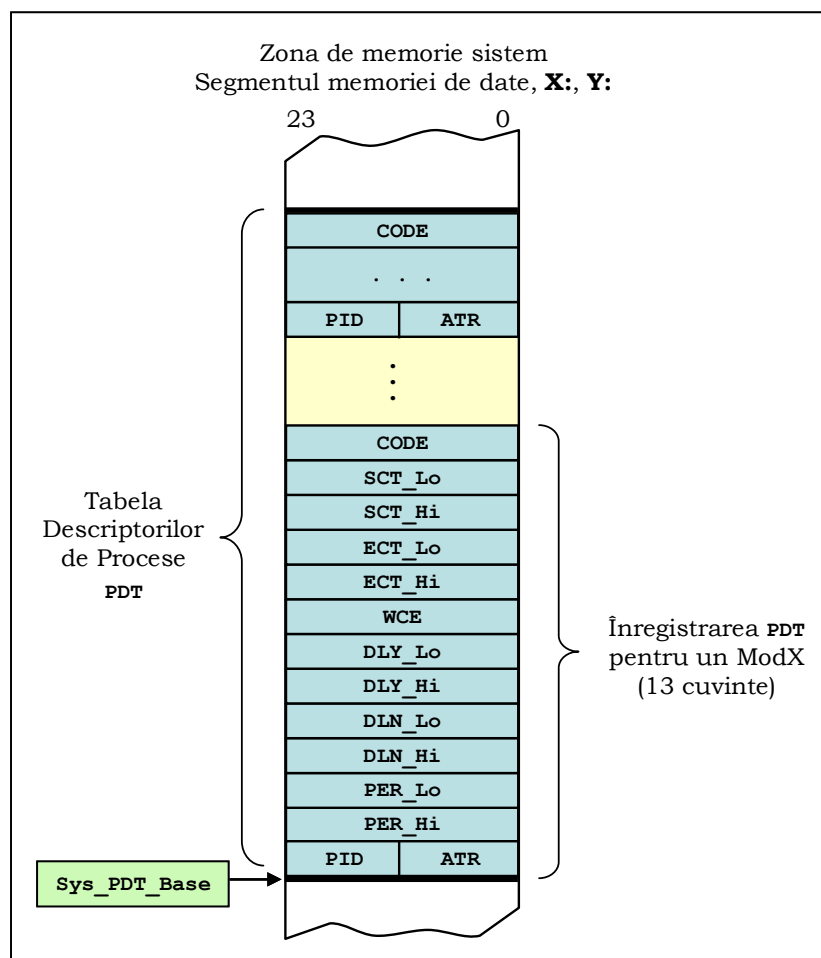 Zona de memorie sistem
Segmentul memoriei de date, X:, Y:
23 0
CODE
. . .
PID ATR
CODE
SCT_Lo
SCT_Hi
ECT_Lo
ECT_Hi
WCE
DLY_Lo
DLY_Hi
DLN_Lo
DLN_Hi
PER_Lo
PER_Hi
PID ATR
Tabela
Descriptorilor
de Procese
PDT
Înregistrarea PDT
pentru un ModX
(13 cuvinte)
Sys_PDT_Base